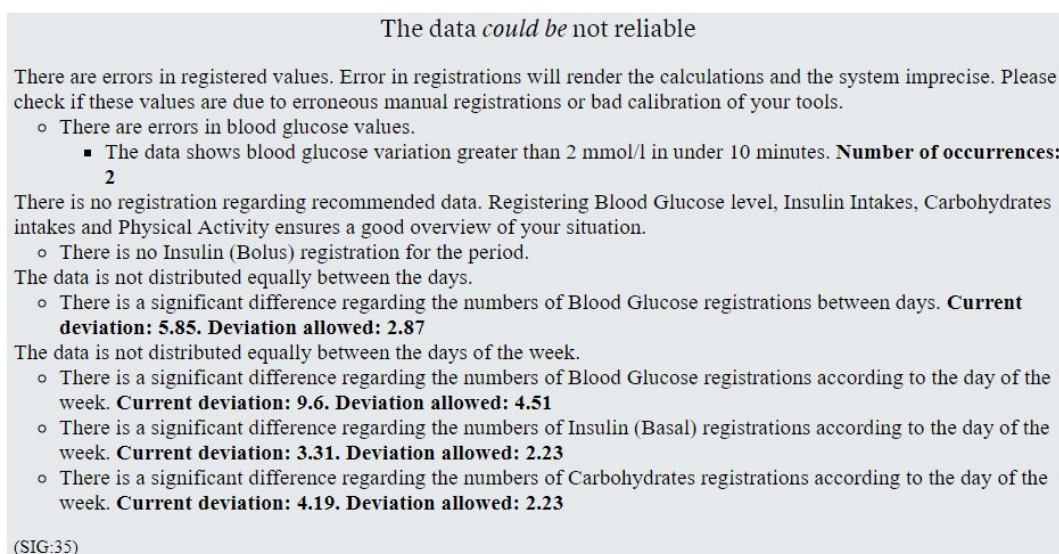 The data could be not reliable
There are errors in registered values. Error in registrations will render the calculations and the system imprecise. Please
check if these values are due to erroneous manual registrations or bad calibration of your tools.
There are errors in blood glucose values.
The data shows blood glucose variation greater than 2 mmol/l in under 10 minutes. Number of occurrences:
2
There is no registration regarding recommended data. Registering Blood Glucose level, Insulin Intakes, Carbohydrates
intakes and Physical Activity ensures a good overview of your situation.
There is no Insulin (Bolus) registration for the period.
The data is not distributed equally between the days.
There is a significant difference regarding the numbers of Blood Glucose registrations between days. Current
deviation: 5.85. Deviation allowed: 2.87
The data is not distributed equally between the days of the week.
There is a significant difference regarding the numbers of Blood Glucose registrations according to the day of the
week. Current deviation: 9.6. Deviation allowed: 4.51
There is a significant difference regarding the numbers of Insulin (Basal) registrations according to the day of the
week. Current deviation: 3.31. Deviation allowed: 2.23
There is a significant difference regarding the numbers of Carbohydrates registrations according to the day of the
week. Current deviation: 4.19. Deviation allowed: 2.23
(SIG:35)